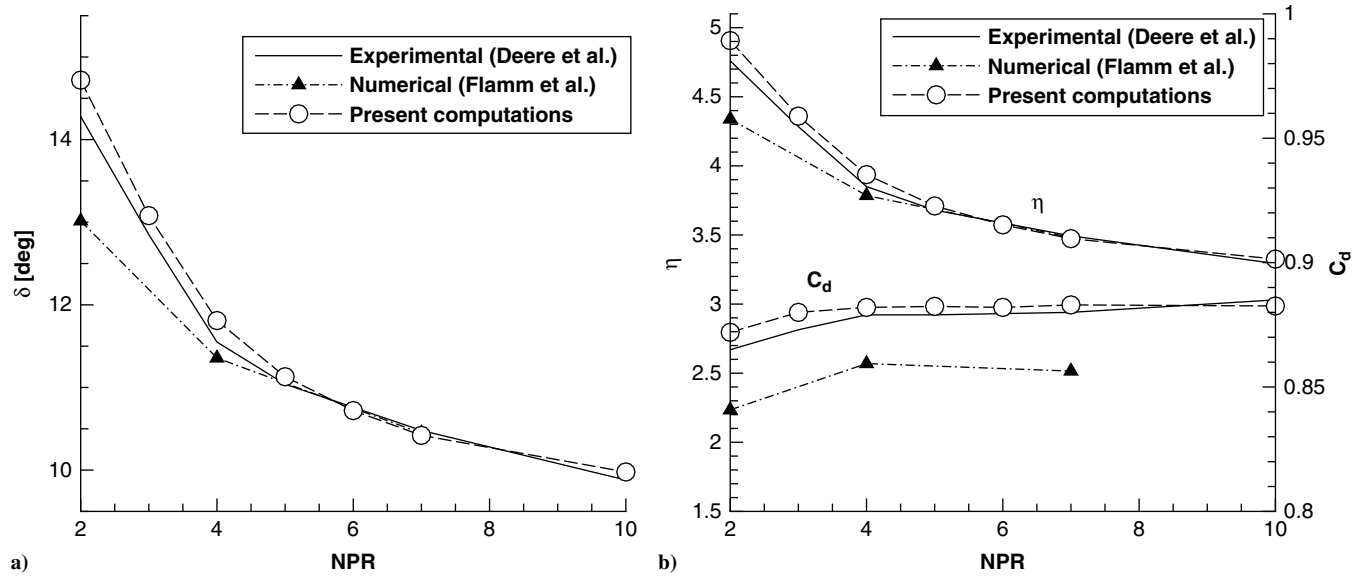 Experimental (Deere et al.)
Numerical (Flamm et al.)
Present computations
14
12
10
δ [deg]
2
4
6
8
10
NPR
a)
Experimental (Deere et al.)
Numerical (Flamm et al.)
Present computations
5
4.5
4
3.5
3
2.5
2
1.5
η
η
C_d
1
0.95
0.9
0.85
0.8
C_d
2
4
6
8
10
NPR
b)